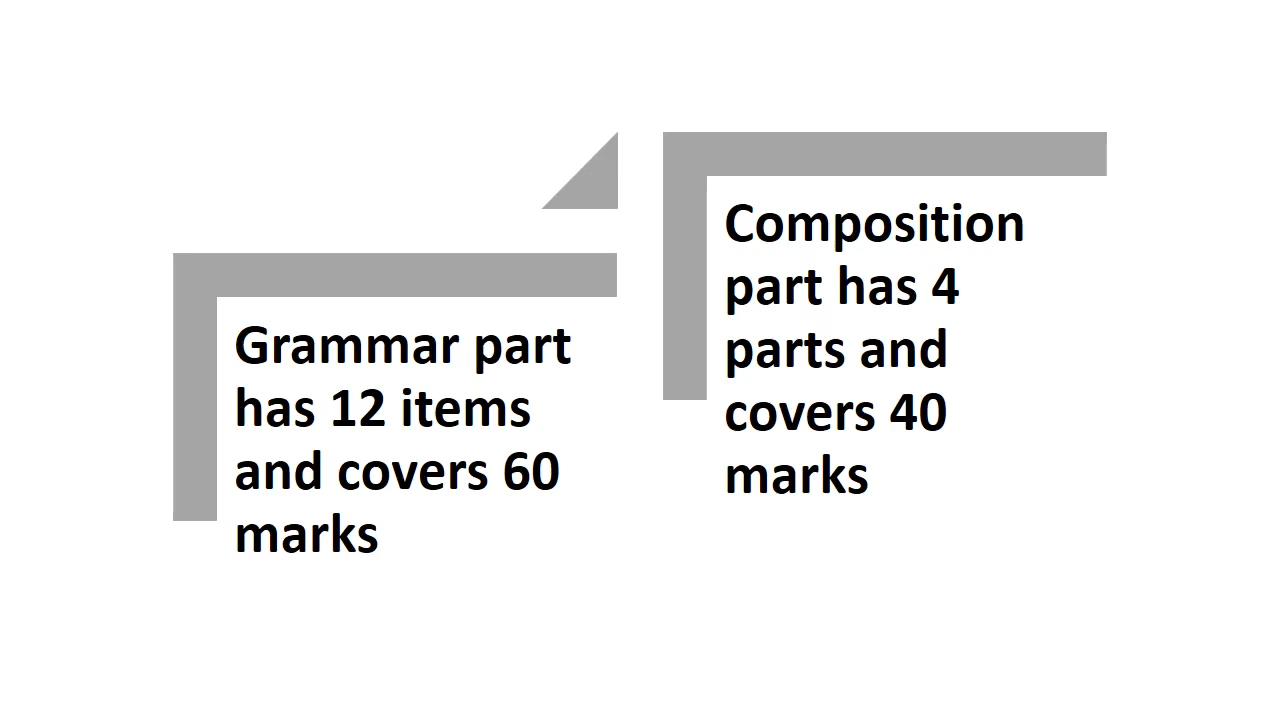 Grammar part
has 12 items
and covers 60
marks
Composition
part has 4
parts and
covers 40
marks